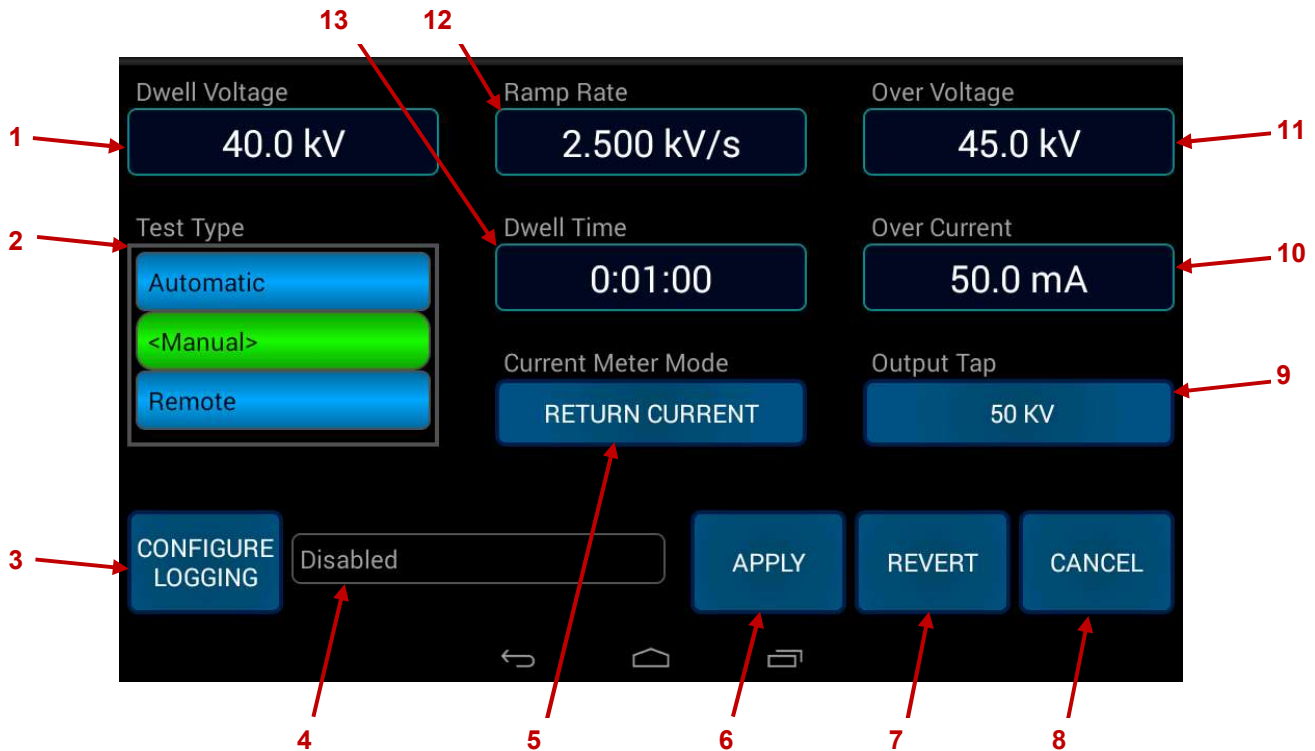 13
12
Dwell Voltage
Ramp Rate
Over Voltage
1
40.0 kV
2.500 kV/s
45.0 kV
11
Test Type
Dwell Time
Over Current
2
Automatic
0:01:00
50.0 mA
10
<Manual>
Current Meter Mode
Output Tap
9
Remote
RETURN CURRENT
50 KV
3
CONFIGURE
LOGGING
Disabled
APPLY
REVERT
CANCEL
4
5
6
7
8